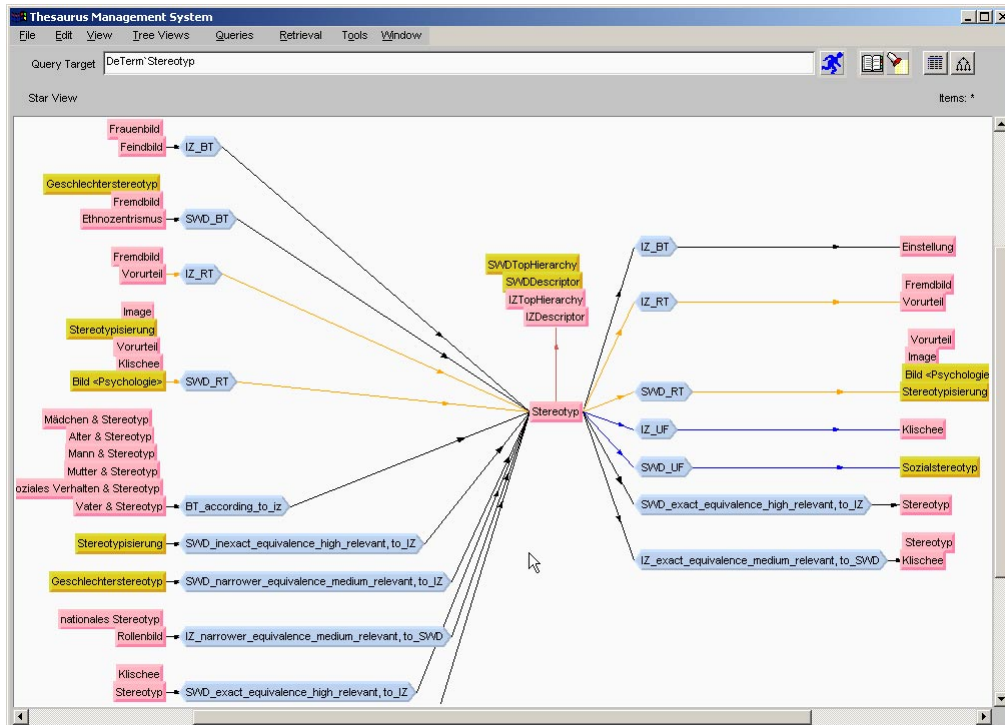 Thesaurus Management System
File Edit View Tree Views Queries Retrieval Tools Window
Query Target DeTerm`Stereotyp
Star View Items: *
Frauenbild
Feindbild IZ_BT
Geschlechterstereotyp
Fremdbild
Ethnozentrismus SWD_BT
Fremdbild
Vorurteil IZ_RT
Image
Stereotypisierung
Vorurteil
Klischee
Bild <Psychologie> SWD_RT
Mädchen & Stereotyp
Alter & Stereotyp
Mann & Stereotyp
Mutter & Stereotyp
oziales Verhalten & Stereotyp
Vater & Stereotyp BT_according_to_iz
Stereotypisierung SWD_inexact_equivalence_high_relevant, to_IZ
Geschlechterstereotyp SWD_narrower_equivalence_medium_relevant, to_IZ
nationales Stereotyp
Rollenbild IZ_narrower_equivalence_medium_relevant, to_SWD
Klischee
Stereotyp SWD_exact_equivalence_high_relevant, to_IZ
SWDTopHierarchy
SWDDescriptor
IZTopHierarchy
IZDescriptor
Stereotyp
IZ_BT Einstellung
Fremdbild
IZ_RT Vorurteil
Vorurteil
Image
Bild <Psychologie
SWD_RT Stereotypisierung
IZ_UF Klischee
SWD_UF Sozialstereotyp
SWD_exact_equivalence_high_relevant, to_IZ Stereotyp
Stereotyp
IZ_exact_equivalence_medium_relevant, to_SWD Klischee